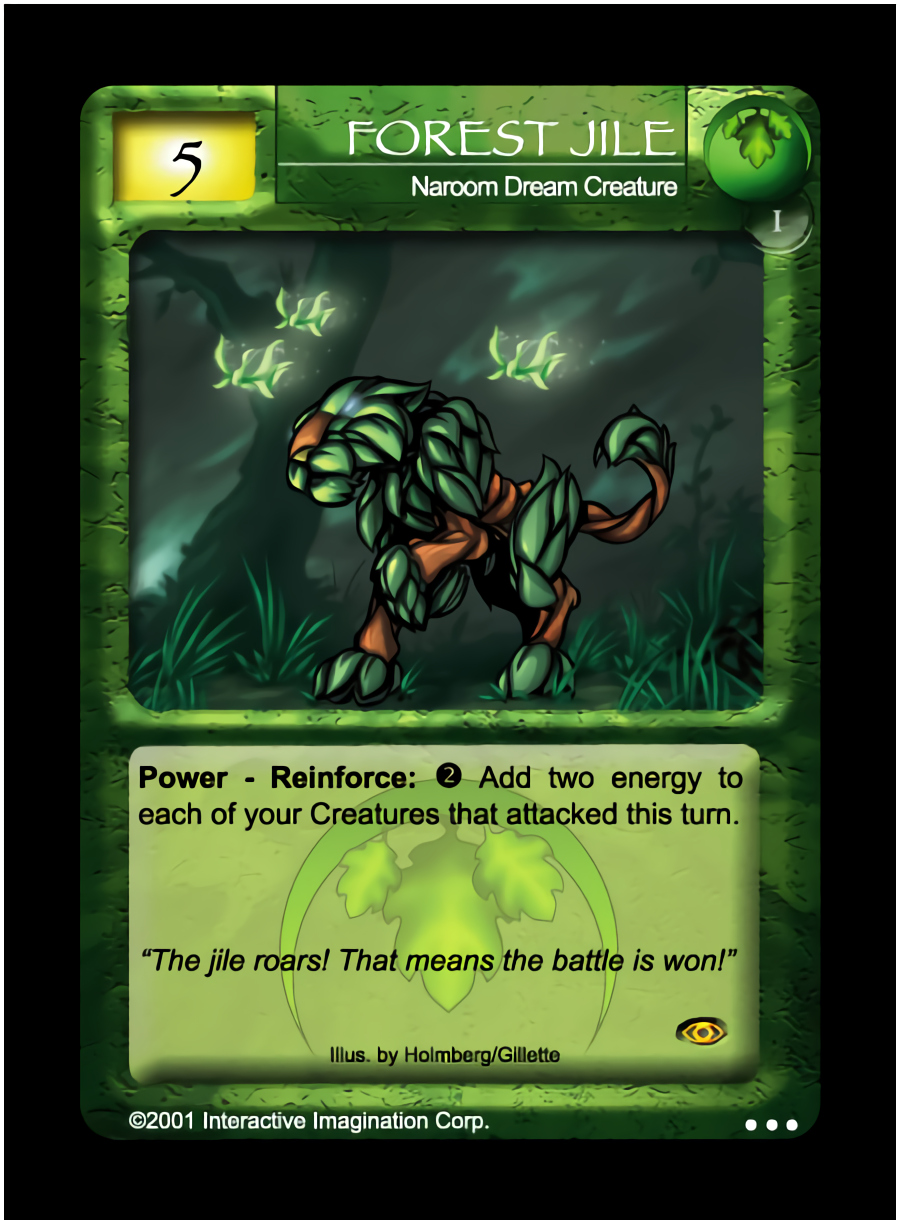 5
FOREST JILE
Naroom Dream Creature
I
Power - Reinforce: ❷ Add two energy to
each of your Creatures that attacked this turn.
“The jile roars! That means the battle is won!”
Illus. by Holmberg/Gillette
©2001 Interactive Imagination Corp.